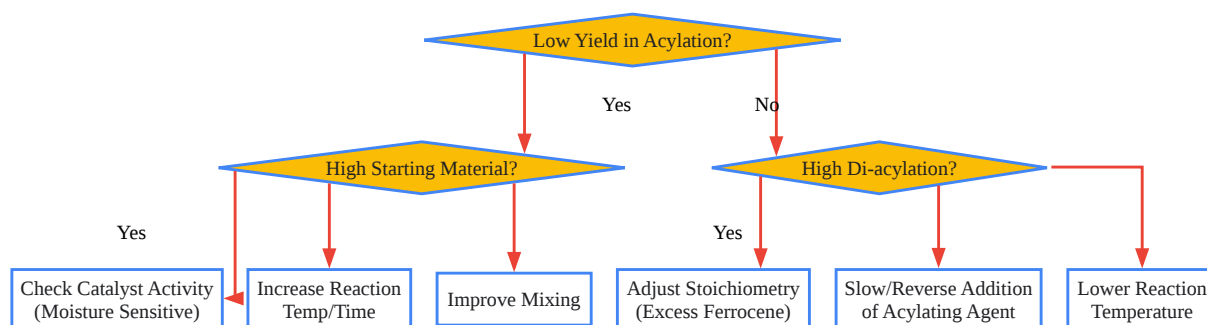 Low Yield in Acylation?
Yes
No
High Starting Material?
High Di-acylation?
Yes
Yes
Check Catalyst Activity
(Moisture Sensitive)
Increase Reaction
Temp/Time
Improve Mixing
Adjust Stoichiometry
(Excess Ferrocene)
Slow/Reverse Addition
of Acylating Agent
Lower Reaction
Temperature